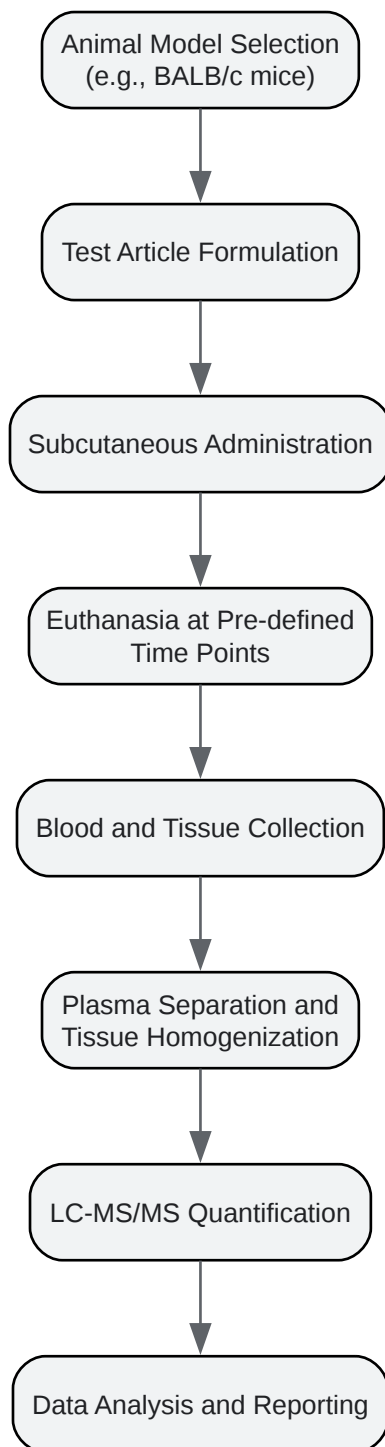 Animal Model Selection
(e.g., BALB/c mice)
Test Article Formulation
Subcutaneous Administration
Euthanasia at Pre-defined
Time Points
Blood and Tissue Collection
Plasma Separation and
Tissue Homogenization
LC-MS/MS Quantification
Data Analysis and Reporting